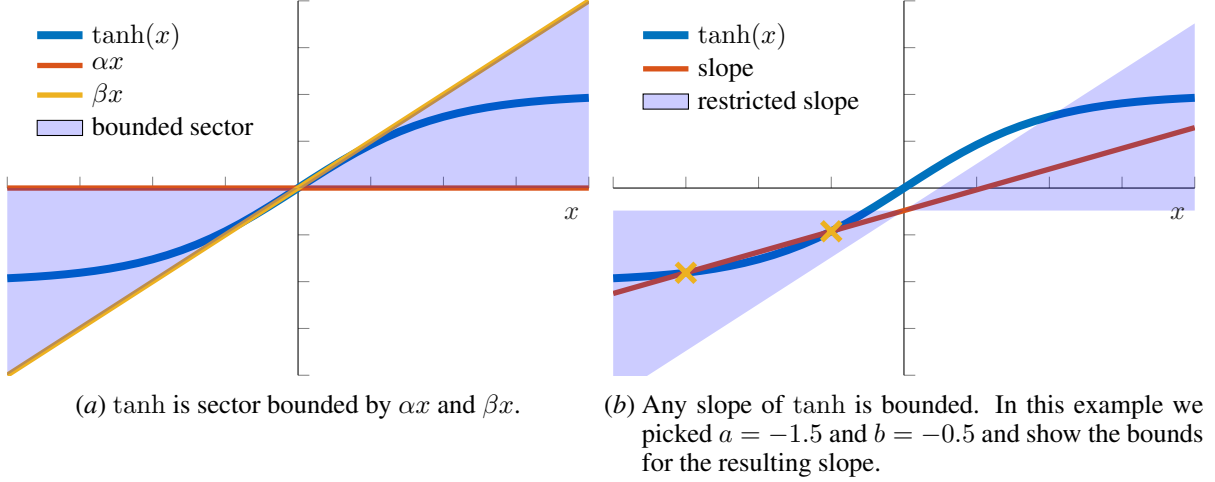 tanh(x)
αx
βx
bounded sector
x
(a) tanh is sector bounded by αx and βx.
tanh(x)
slope
restricted slope
x
(b) Any slope of tanh is bounded. In this example we
picked a = −1.5 and b = −0.5 and show the bounds
for the resulting slope.